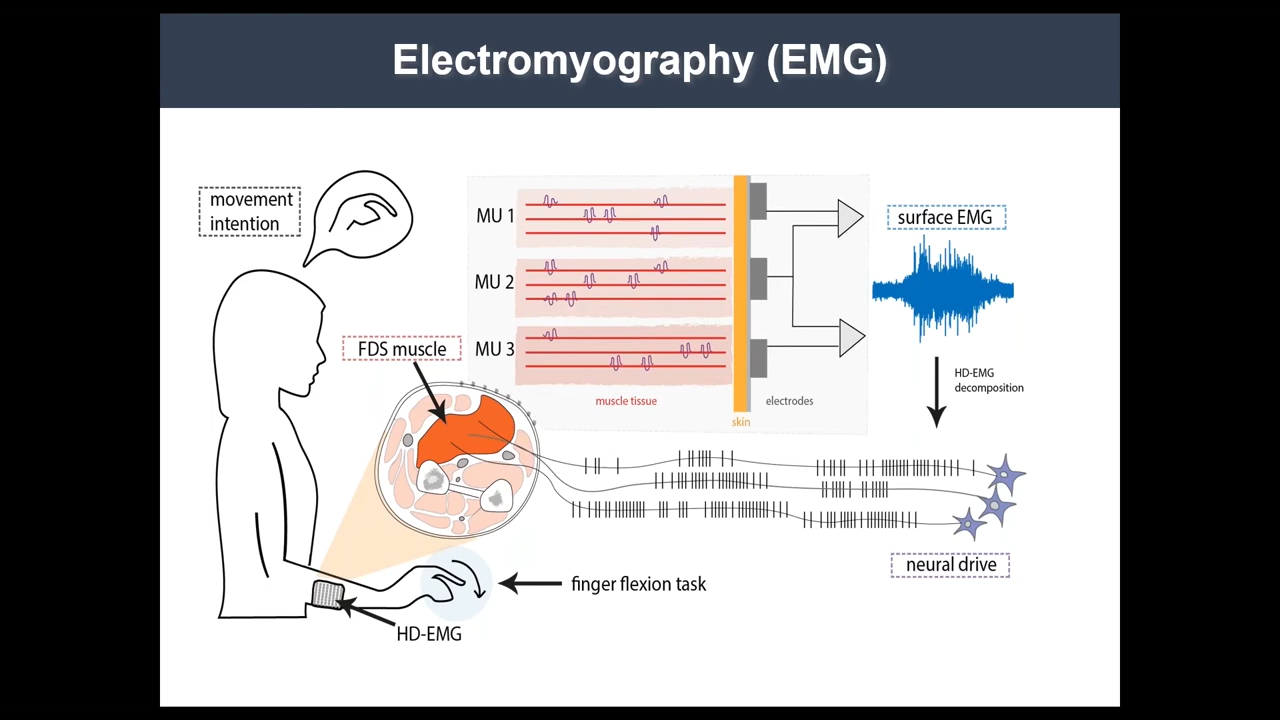 Electromyography (EMG)
movement
intention
MU 1
MU 2
MU 3
muscle tissue
skin
electrodes
surface EMG
HD-EMG
decomposition
FDS muscle
neural drive
finger flexion task
HD-EMG